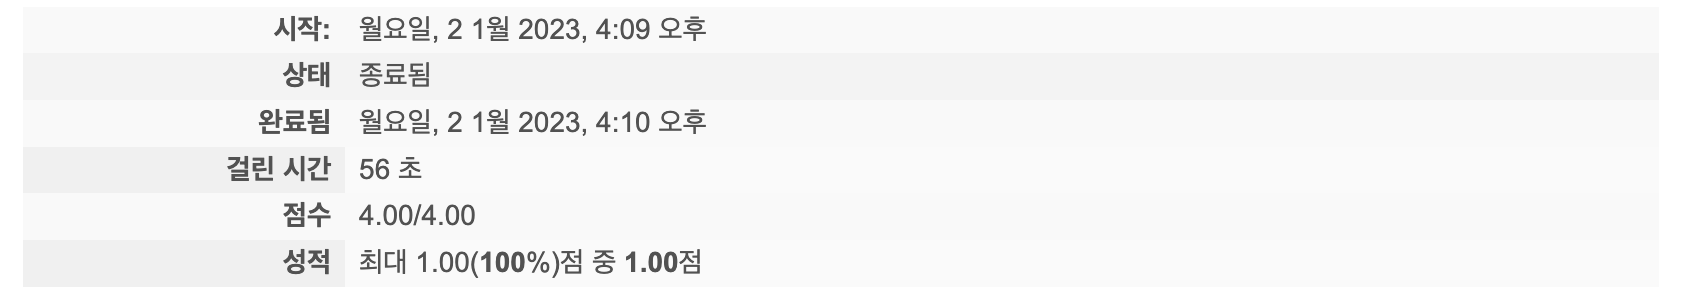 시작: 월요일, 2 1월 2023, 4:09 오후
상태 종료됨
완료됨 월요일, 2 1월 2023, 4:10 오후
걸린 시간 56 초
점수 4.00/4.00
성적 최대 1.00(100%)점 중 1.00점